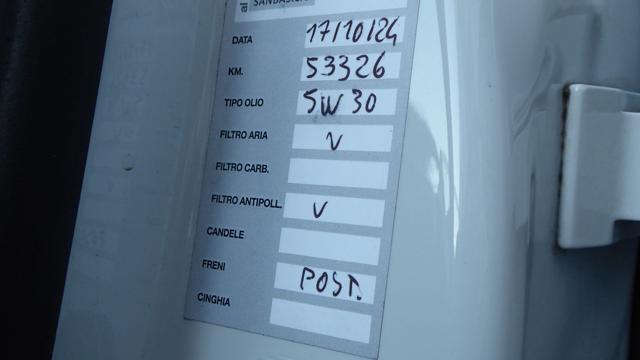 DATA 17/10/24
KM. 53326
TIPO OLIO 5W30
FILTRO ARIA V
FILTRO CARB.
FILTRO ANTIPOLL. V
CANDELE
FRENI POST.
CINGHIA